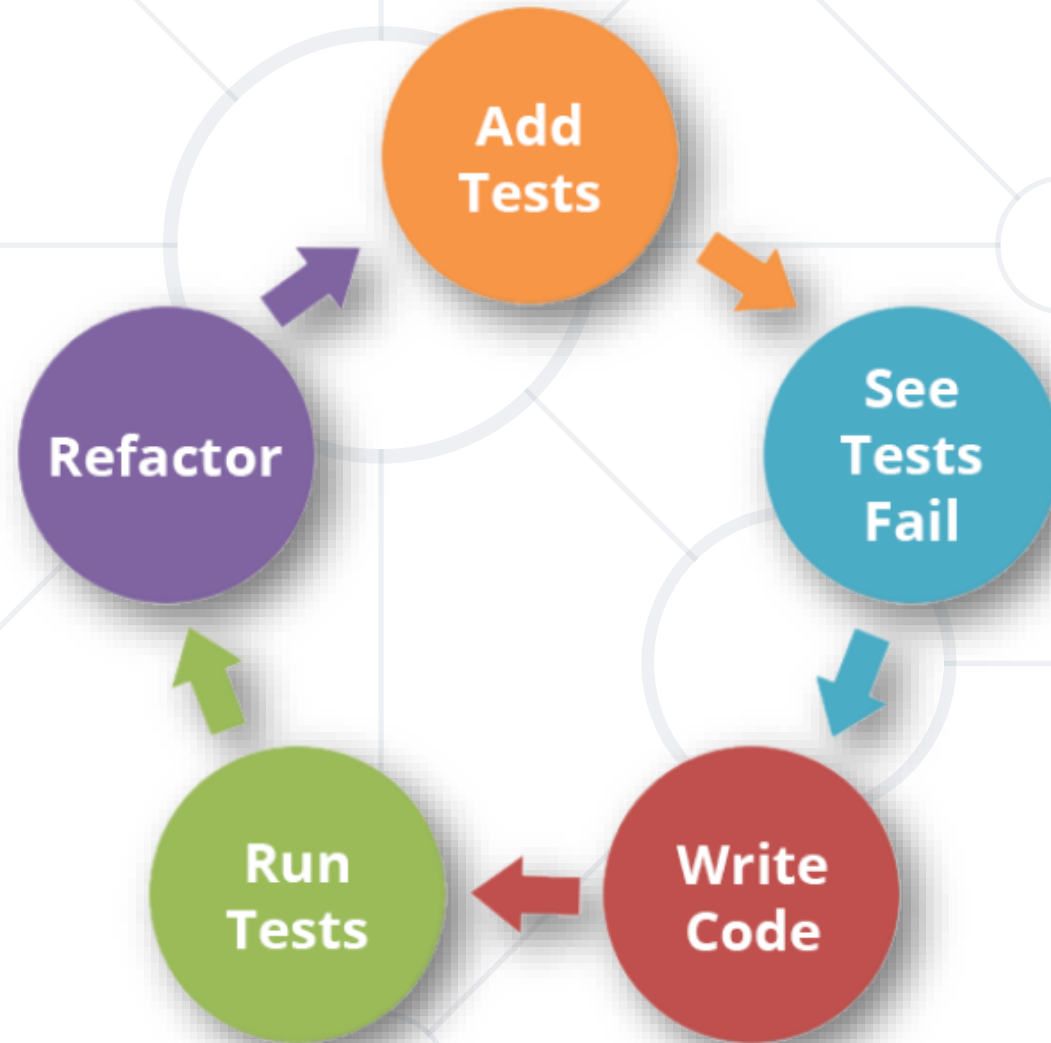 Add
Tests
See
Tests
Fail
Write
Code
Run
Tests
Refactor